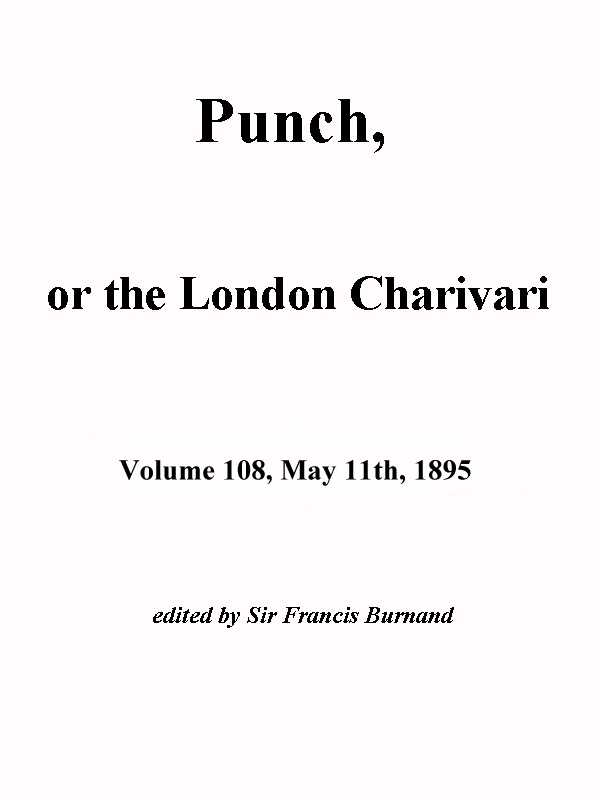 Punch,
or the London Charivari
Volume 108, May 11th, 1895
edited by Sir Francis Burnand